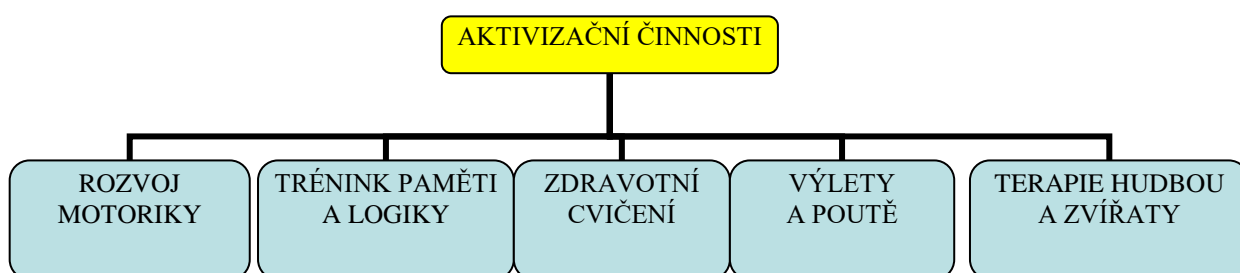 AKTIVIZAČNÍ ČINNOSTI
ROZVOJ
MOTORIKY
TRÉNINK PAMĚTI
A LOGIKY
ZDRAVOTNÍ
CVIČENÍ
VÝLETY
A POUTĚ
TERAPIE HUDBOU
A ZVÍŘATY